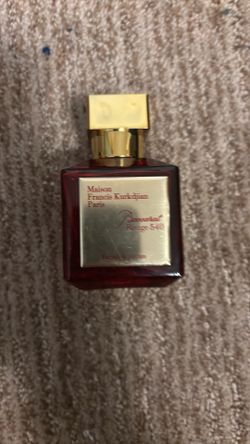 Maison
Francis Kurkdjian
Paris
Baccarat
Rouge 540